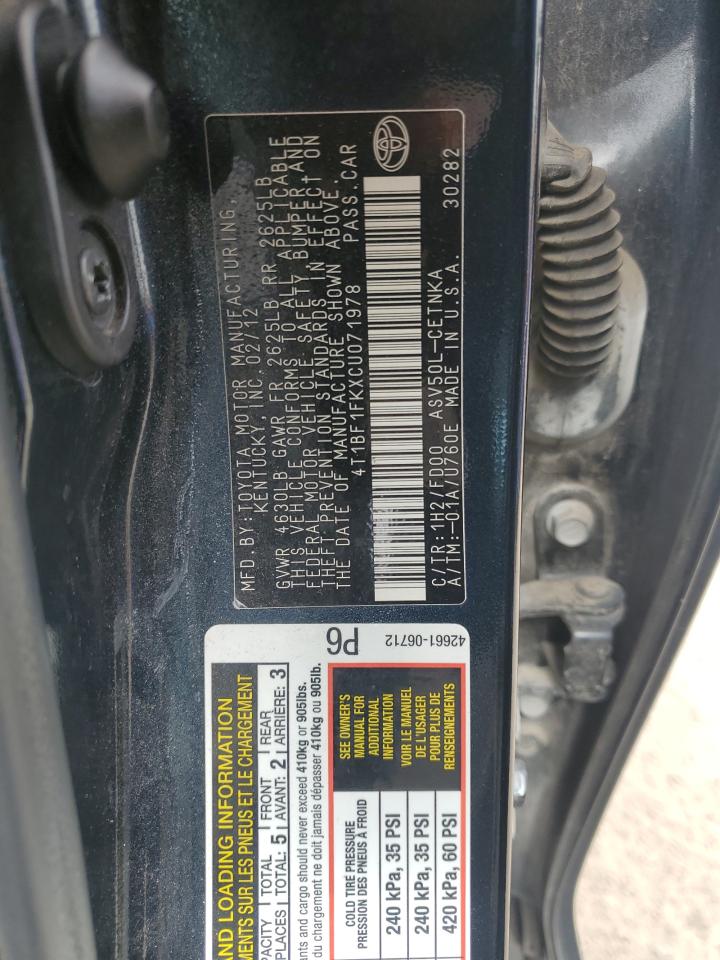 MFD. BY: TOYOTA MOTOR MANUFACTURING,
KENTUCKY, INC. 02/12
GVWR 4630LB GAWR FR 2625LB RR 2625LB
THIS VEHICLE CONFORMS TO ALL APPLICABLE
FEDERAL MOTOR VEHICLE SAFETY, BUMPER, AND
THEFT PREVENTION STANDARDS IN EFFECT ON
THE DATE OF MANUFACTURE SHOWN ABOVE.
4T1BF1FKXCU071978 PASS. CAR
C/TR: 1H2/FD00 ASV50L-CETNKA
A/TM: -01A/U760E MADE IN U.S.A. 30282
AND LOADING INFORMATION
MENTS SUR LES PNEUS ET LE CHARGEMENT
PACITY TOTAL FRONT REAR
PLACES TOTAL: 5 AVANT: 2 ARRIÈRE: 3
ants and cargo should never exceed 410kg or 905lbs.
du chargement ne doit jamais dépasser 410kg ou 905lb.
P6
42661-06712
COLD TIRE PRESSURE
PRESSION DES PNEUS À FROID
240 kPa, 35 PSI
240 kPa, 35 PSI
420 kPa, 60 PSI
SEE OWNER'S
MANUAL FOR
ADDITIONAL
INFORMATION
VOIR LE MANUEL
DE L'USAGER
POUR PLUS DE
RENSEIGNEMENTS